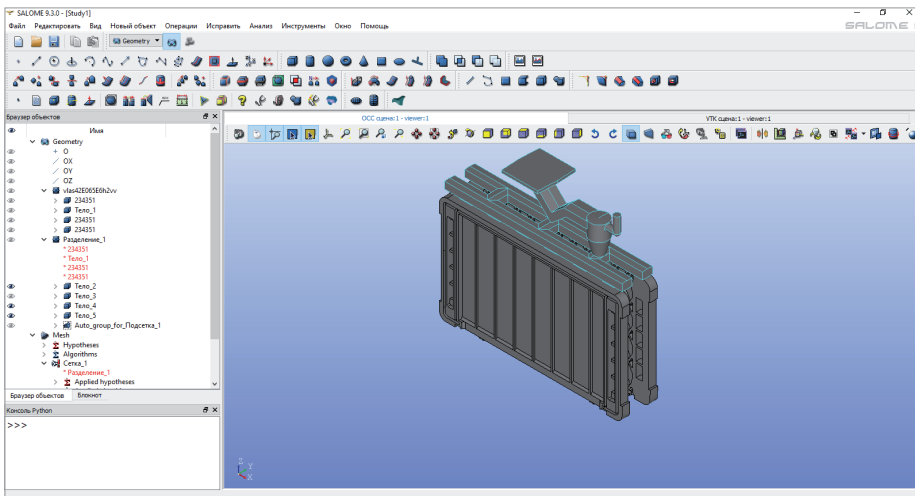 SALOME 9.3.0 - [Study1]
Файл Редактировать Вид Новый объект Операции Исправить Анализ Инструменты Окно Помощь
SALOME
Geometry
Браузер объектов
OCC сцена:1 - viewer:1
VTK сцена:1 - viewer:1
Имя
Geometry
O
OX
OY
OZ
vlas42E065E6h2vv
234351
Тело_1
234351
234351
Разделение_1
* 234351
* Тело_1
* 234351
* 234351
Тело_2
Тело_3
Тело_4
Тело_5
Auto_group_for_Подсетка_1
Mesh
Hypotheses
Algorithms
Сетка_1
* Разделение_1
Applied hypotheses
Браузер объектов Блокнот
Консоль Python
>>>